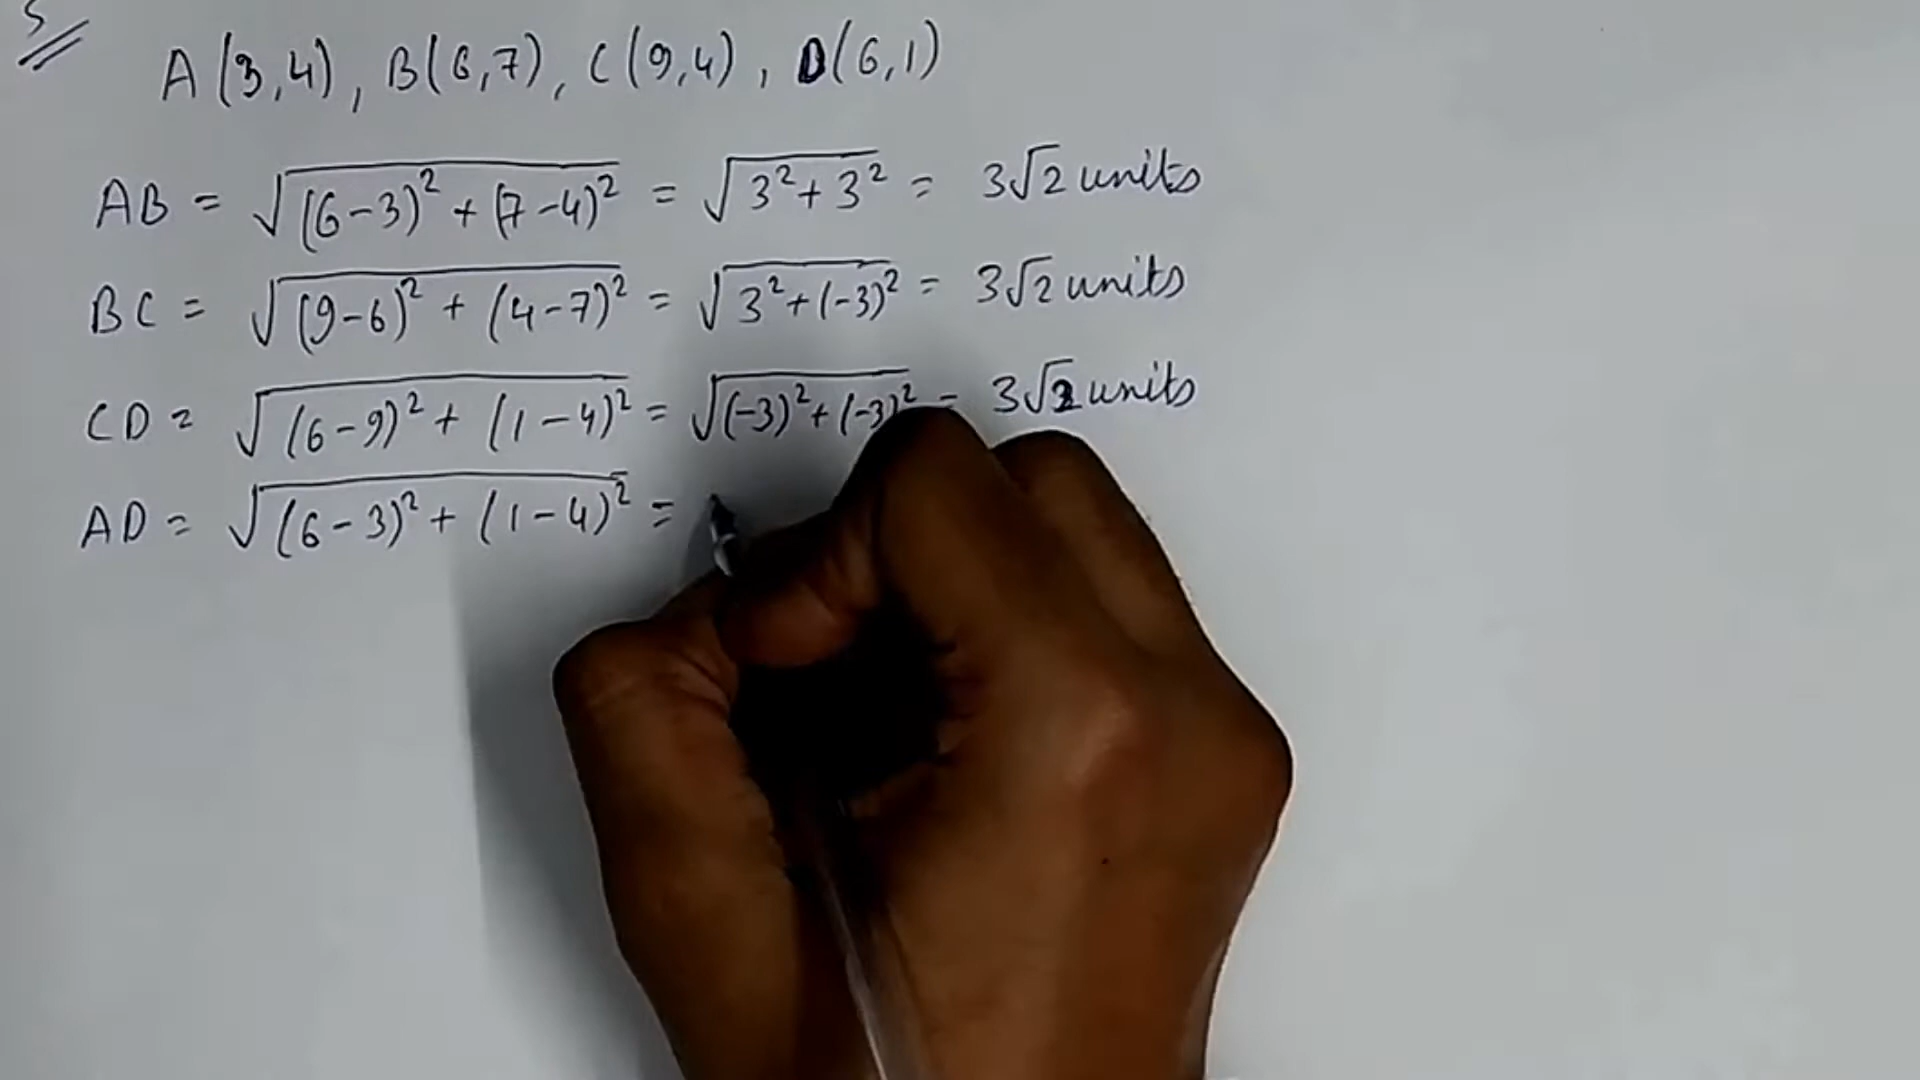 5
A(3,4), B(6,7), C(9,4), D(6,1)
AB = √(6-3)² + (7-4)² = √3² + 3² = 3√2 units
BC = √(9-6)² + (4-7)² = √3² + (-3)² = 3√2 units
CD = √(6-9)² + (1-4)² = √(-3)² + (-3)² = 3√2 units
AD = √(6-3)² + (1-4)² =